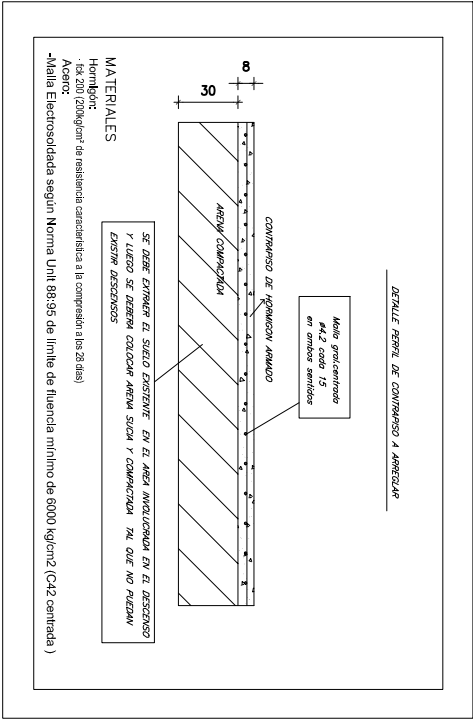 DETALLE PERFIL DE CONTRAPISO A ARREGLAR
Malla gral.centrada
ø4.2 cada 15
en ambos sentidos
CONTRAPISO DE HORMIGON ARMADO
8
30
ARENA COMPACTADA
SE DEBE EXTRAER EL SUELO EXISTENTE EN EL AREA INVOLUCRADA EN EL DESCENSO
Y LUEGO SE DEBERA COLOCAR ARENA SUCIA Y COMPACTADA TAL QUE NO PUEDAN
EXISTIR DESCENSOS
MATERIALES
Hormigón:
- fck 200 (200kg/cm² de resistencia característica a la compresión a los 28 días)
Acero:
-Malla Electrosoldada según Norma Unit 88:95 de límite de fluencia mínimo de 6000 kg/cm2 (C42 centrada )